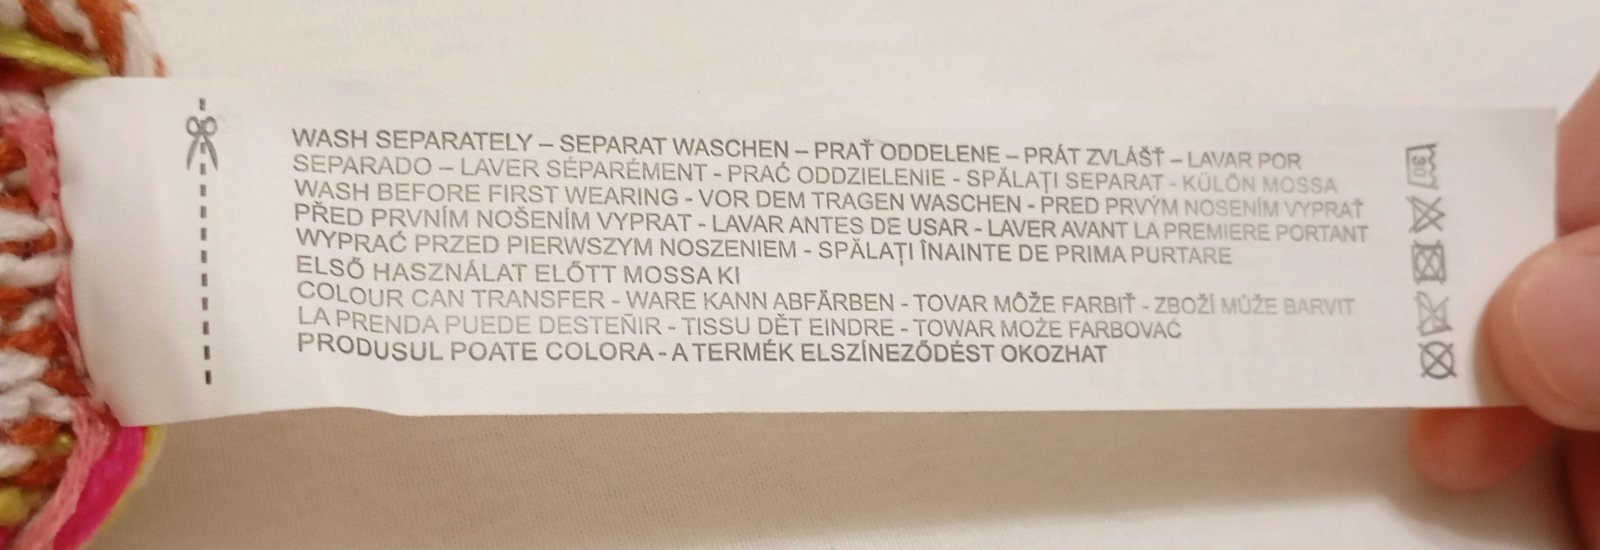 WASH SEPARATELY – SEPARAT WASCHEN – PRAŤ ODDELENE – PRÁT ZVLÁŠŤ – LAVAR POR
SEPARADO – LAVER SÉPARÉMENT - PRAĆ ODDZIELENIE - SPĂLAȚI SEPARAT - KÜLÖN MOSSA
WASH BEFORE FIRST WEARING - VOR DEM TRAGEN WASCHEN - PRED PRVÝM NOSENÍM VYPRAŤ
PŘED PRVNÍM NOŠENÍM VYPRAT - LAVAR ANTES DE USAR - LAVER AVANT LA PREMIERE PORTANT
WYPRAĆ PRZED PIERWSZYM NOSZENIEM - SPĂLAȚI ÎNAINTE DE PRIMA PURTARE
ELSŐ HASZNÁLAT ELŐTT MOSSA KI
COLOUR CAN TRANSFER - WARE KANN ABFÄRBEN - TOVAR MÔŽE FARBIŤ - ZBOŽÍ MŮŽE BARVIT
LA PRENDA PUEDE DESTEÑIR - TISSU DĚT EINDRE - TOWAR MOŻE FARBOVAĆ
PRODUSUL POATE COLORA - A TERMÉK ELSZÍNEZŐDÉST OKOZHAT
30